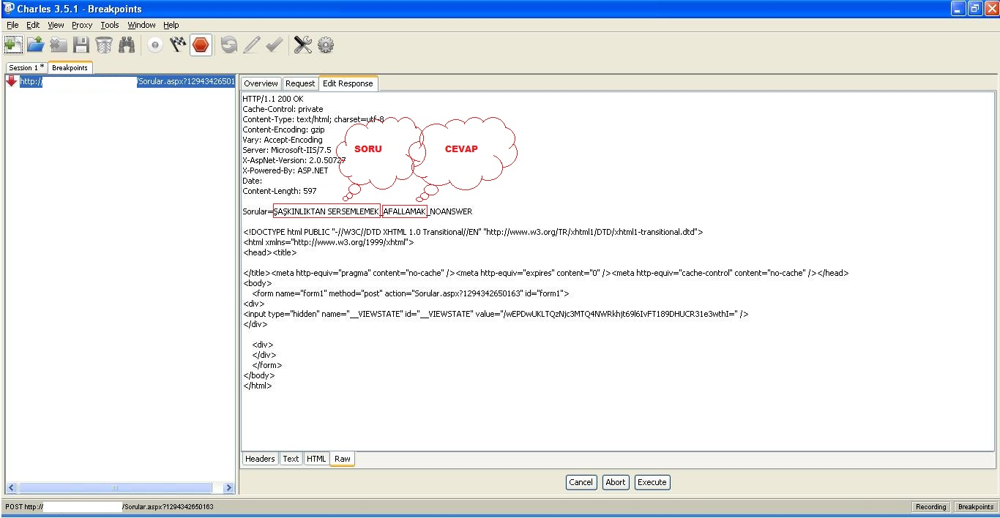 Charles 3.5.1 - Breakpoints
File Edit View Proxy Tools Window Help
Session 1 * Breakpoints
http:// /Sorular.aspx?12943426501
Overview Request Edit Response
HTTP/1.1 200 OK
Cache-Control: private
Content-Type: text/html; charset=utf-8
Content-Encoding: gzip
Vary: Accept-Encoding
Server: Microsoft-IIS/7.5
X-AspNet-Version: 2.0.50727
X-Powered-By: ASP.NET
Date:
Content-Length: 597
SORU CEVAP
Sorular=ŞAŞKINLIKTAN SERSEMLEMEK_AFALLAMAK_NOANSWER
<!DOCTYPE html PUBLIC "-//W3C//DTD XHTML 1.0 Transitional//EN" "http://www.w3.org/TR/xhtml1/DTD/xhtml1-transitional.dtd">
<html xmlns="http://www.w3.org/1999/xhtml">
<head><title>
</title><meta http-equiv="pragma" content="no-cache" /><meta http-equiv="expires" content="0" /><meta http-equiv="cache-control" content="no-cache" /></head>
<body>
<form name="form1" method="post" action="Sorular.aspx?1294342650163" id="form1">
<div>
<input type="hidden" name="__VIEWSTATE" id="__VIEWSTATE" value="/wEPDwUKLTQzNjc3MTQ4NWRkhjt69l6IvFT189DHUCR31e3wthI=" />
</div>
<div>
</div>
</form>
</body>
</html>
Headers Text HTML Raw
Cancel Abort Execute
POST http:// /Sorular.aspx?1294342650163
Recording Breakpoints